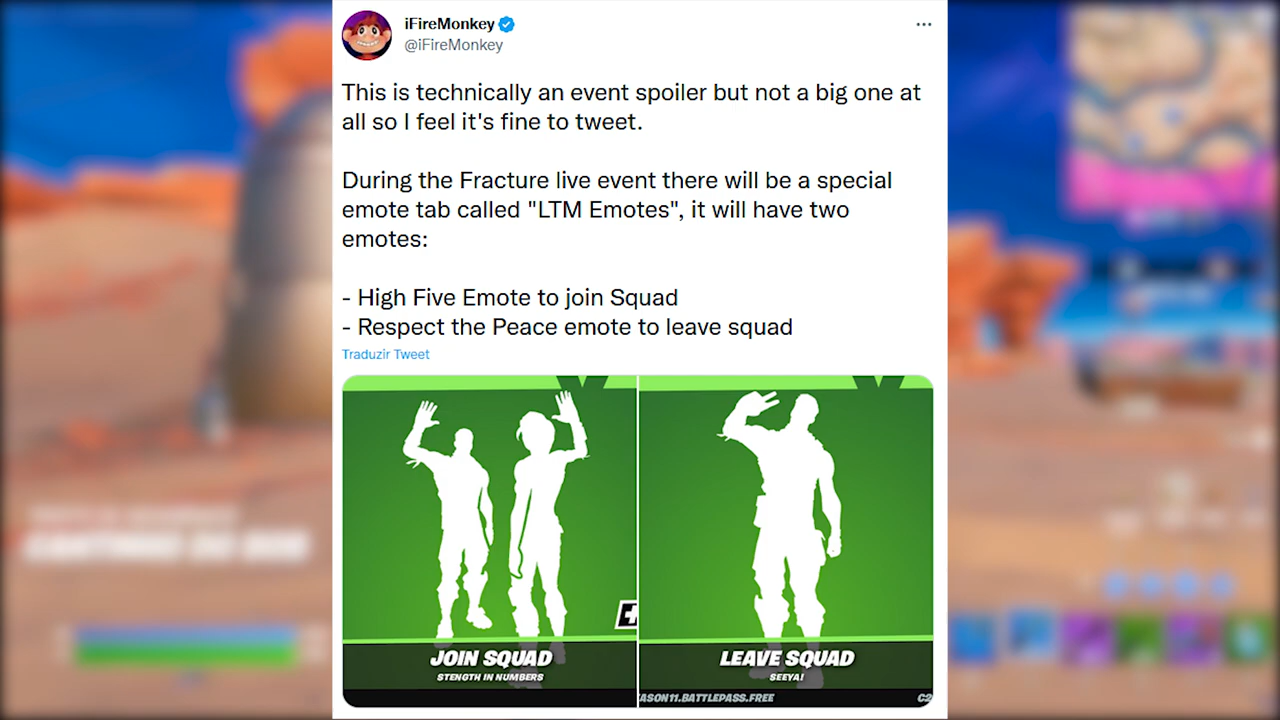 iFireMonkey
@iFireMonkey
This is technically an event spoiler but not a big one at
all so I feel it's fine to tweet.
During the Fracture live event there will be a special
emote tab called "LTM Emotes", it will have two
emotes:
- High Five Emote to join Squad
- Respect the Peace emote to leave squad
Traduzir Tweet
JOIN SQUAD
STENGTH IN NUMBERS
LEAVE SQUAD
SEEYA!
ASON11.BATTLEPASS.FREE
C2